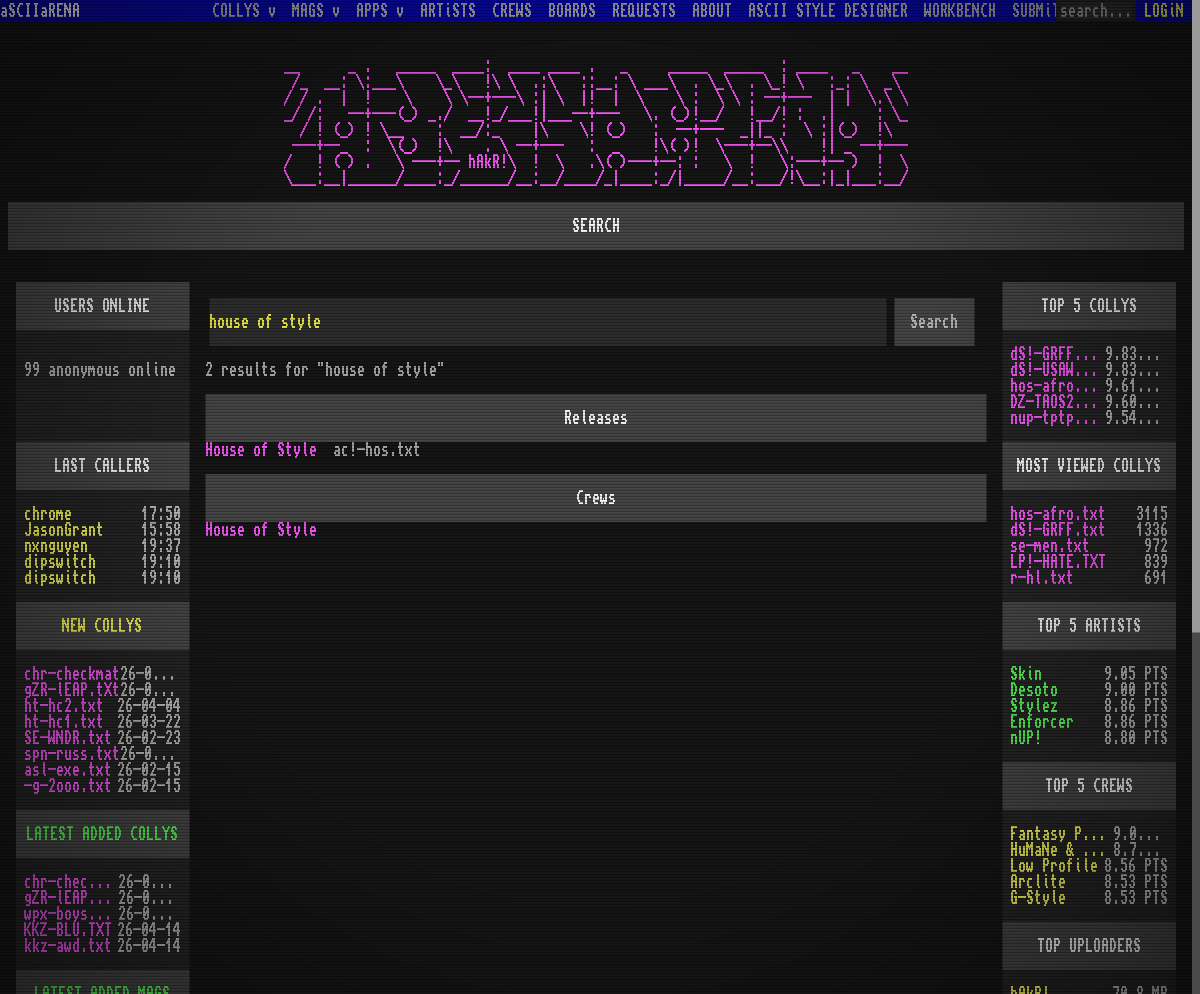 aSCIIaRENA COLLYS v MAGS v APPS v ARTiSTS CREWS BOARDS REQUESTS ABOUT ASCII STYLE DESIGNER WORKBENCH SUBMiT search... LOGiN
hAkR!
SEARCH
USERS ONLINE
99 anonymous online
LAST CALLERS
chrome 17:50
JasonGrant 15:58
nxnguyen 19:37
dipswitch 19:10
dipswitch 19:10
NEW COLLYS
chr-checkmat26-0...
gZR-lEAP.tXt26-0...
ht-hc2.txt 26-04-04
ht-hc1.txt 26-03-22
SE-WNDR.txt 26-02-23
spn-russ.txt26-0...
asl-exe.txt 26-02-15
-g-2ooo.txt 26-02-15
LATEST ADDED COLLYS
chr-chec... 26-0...
gZR-lEAP... 26-0...
wpx-boys... 26-0...
KKZ-BLU.TXT 26-04-14
kkz-awd.txt 26-04-14
LATEST ADDED MAGS
house of style
Search
2 results for "house of style"
Releases
House of Style ac!-hos.txt
Crews
House of Style
TOP 5 COLLYS
dS!-GRFF... 9.83...
dS!-USAW... 9.83...
hos-afro... 9.61...
DZ-TAOS2... 9.60...
nup-tptp... 9.54...
MOST VIEWED COLLYS
hos-afro.txt 3115
dS!-GRFF.txt 1336
se-men.txt 972
LP!-HATE.TXT 839
r-hl.txt 691
TOP 5 ARTISTS
Skin 9.05 PTS
Desoto 9.00 PTS
Stylez 8.86 PTS
Enforcer 8.86 PTS
nUP! 8.80 PTS
TOP 5 CREWS
Fantasy P... 9.0...
HuMaNe & ... 8.7...
Low Profile 8.56 PTS
Arclite 8.53 PTS
G-Style 8.53 PTS
TOP UPLOADERS
hAkR! 70.8 MB